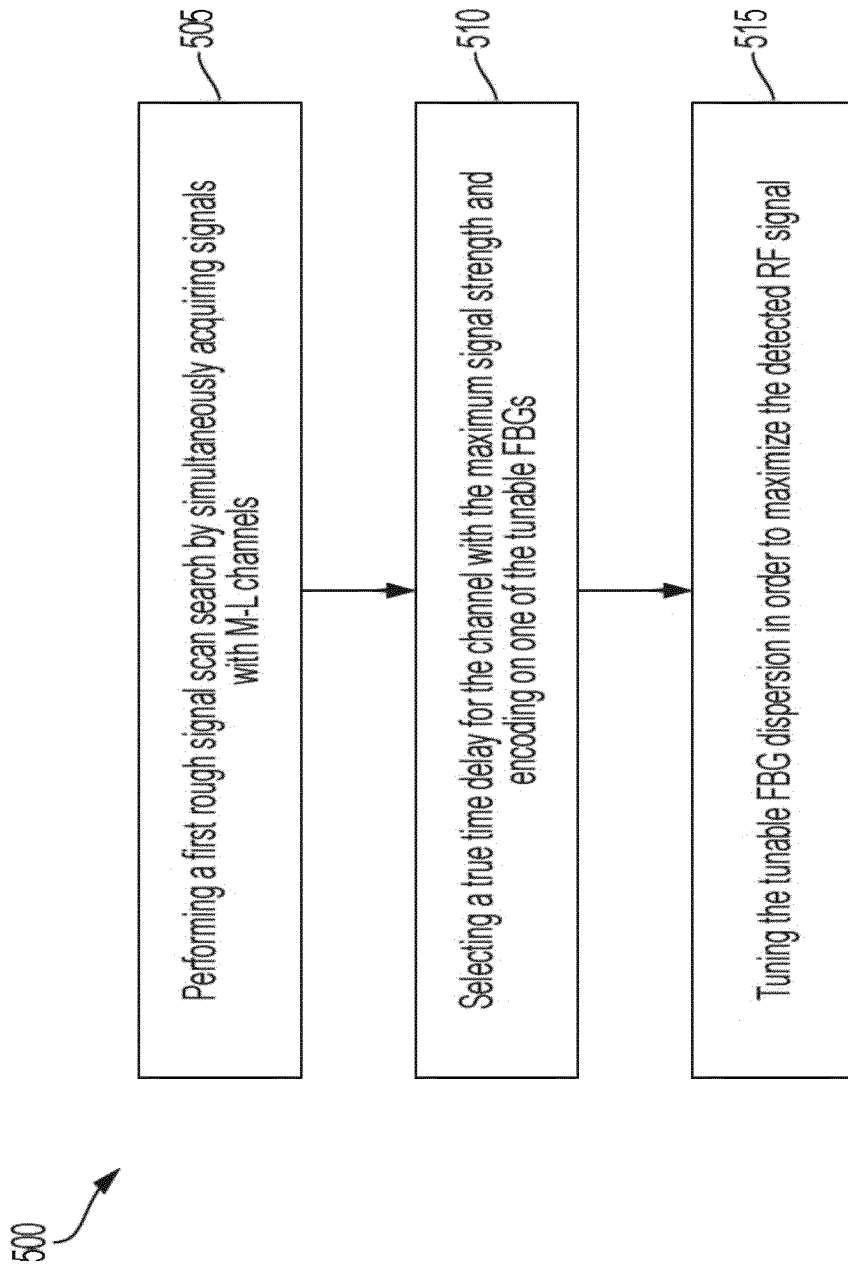 500
Performing a first rough signal scan search by simultaneously acquiring signals
with M-L channels
505
Selecting a true time delay for the channel with the maximum signal strength and
encoding on one of the tunable FBGs
510
Tuning the tunable FBG dispersion in order to maximize the detected RF signal
515